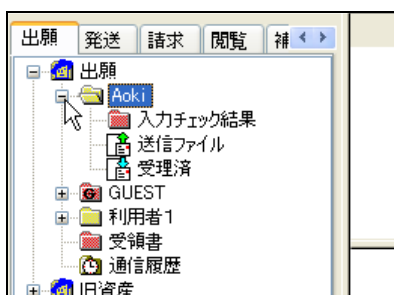 出願 発送 請求 閲覧 補
出願
Aoki
入力チェック結果
送信ファイル
受理済
GUEST
利用者1
受領書
通信履歴
旧資産